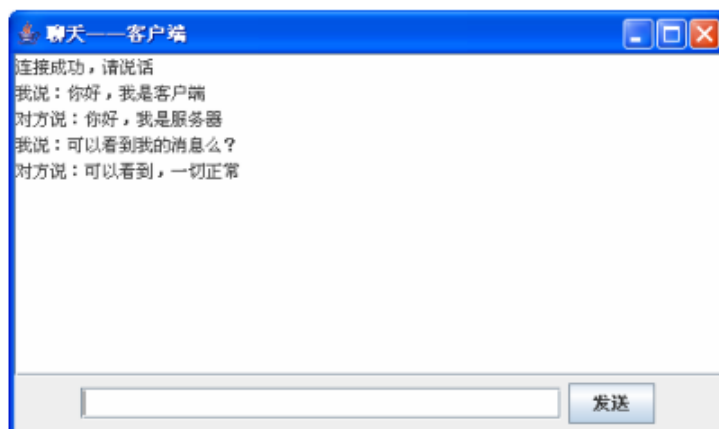 聊天——客户端
连接成功，请说话
我说：你好，我是客户端
对方说：你好，我是服务器
我说：可以看到我的消息么？
对方说：可以看到，一切正常
发送